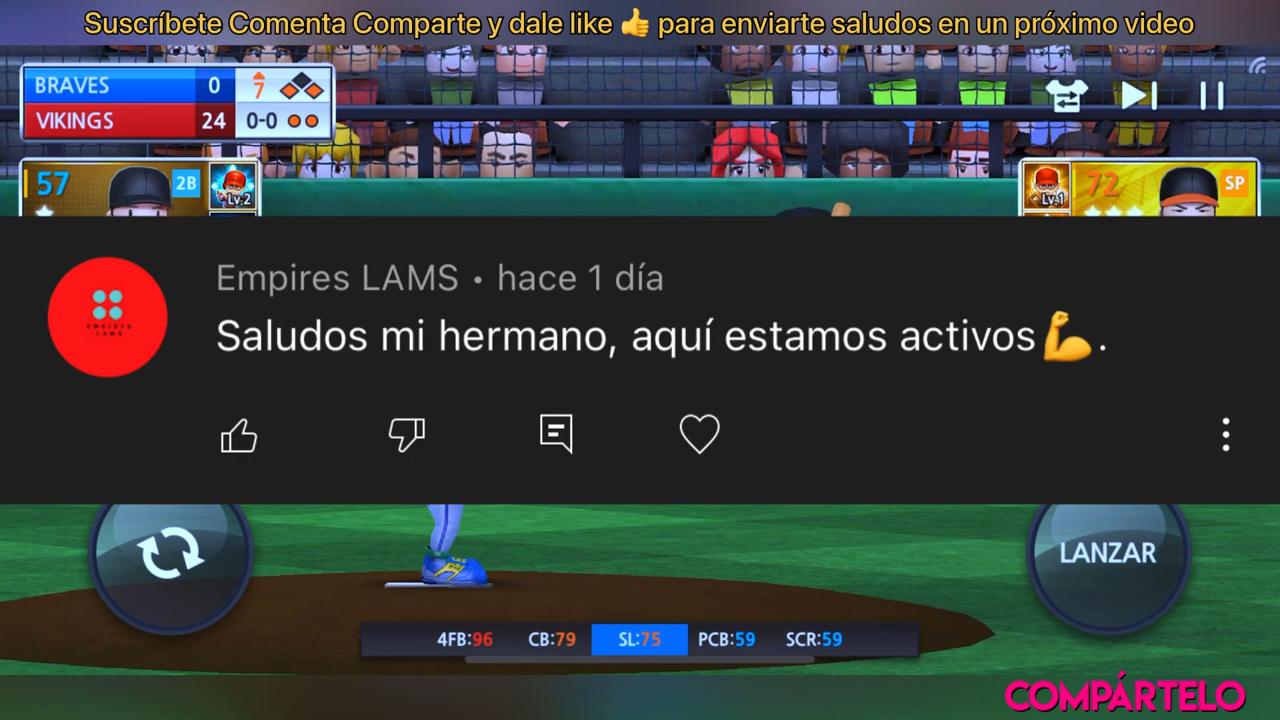 Suscríbete Comenta Comparte y dale like 👍 para enviarte saludos en un próximo video
BRAVES 0 7
VIKINGS 24 0-0
57 2B Lv.2
Lv.1 72 SP
Empires LAMS • hace 1 día
Saludos mi hermano, aquí estamos activos💪.
EMPIRES
LAMS
LANZAR
4FB:96 CB:79 SL:75 PCB:59 SCR:59
COMPÁRTELO